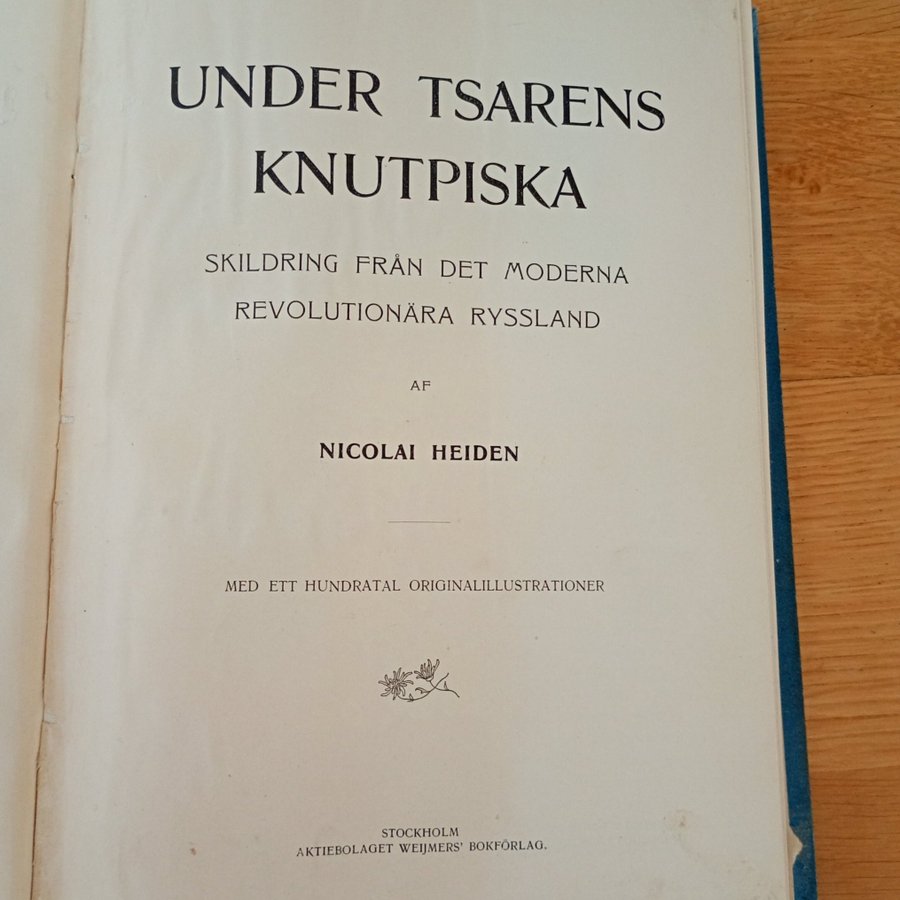 UNDER TSARENS
KNUTPISKA
SKILDRING FRÅN DET MODERNA
REVOLUTIONÄRA RYSSLAND
AF
NICOLAI HEIDEN
MED ETT HUNDRATAL ORIGINALILLUSTRATIONER
STOCKHOLM
AKTIEBOLAGET WEIJMERS' BOKFÖRLAG.